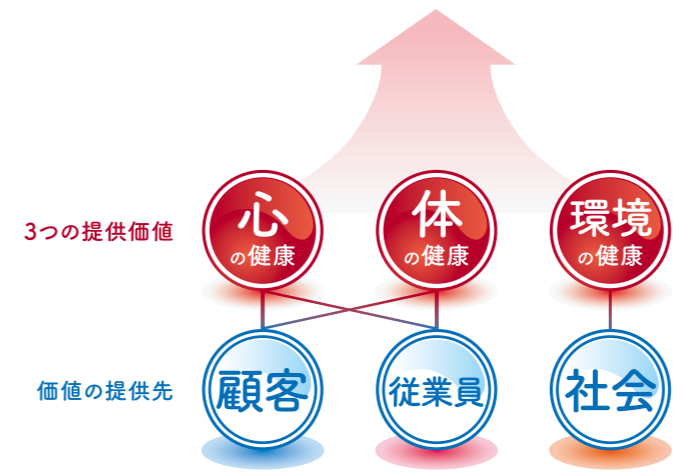 3つの提供価値
心
の健康
体
の健康
環境
の健康
価値の提供先
顧客
従業員
社会